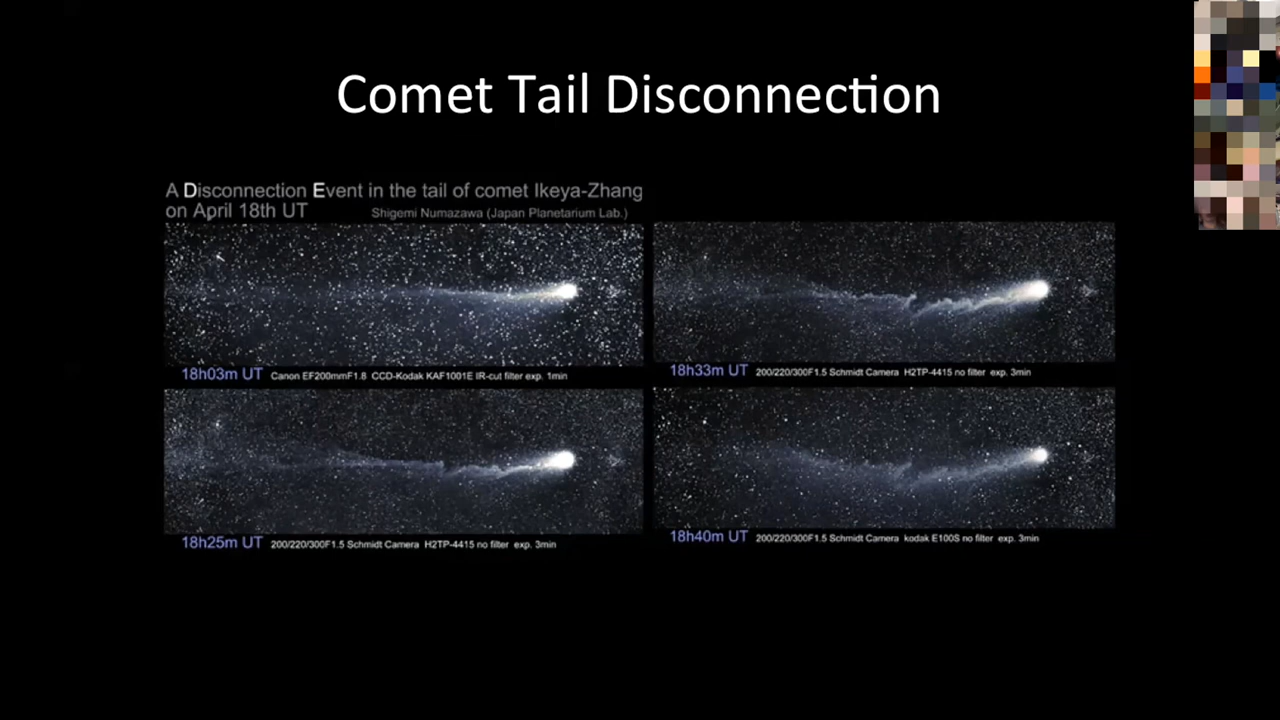 Comet Tail Disconnection
A Disconnection Event in the tail of comet Ikeya-Zhang
on April 18th UT Shigemi Numazawa (Japan Planetarium Lab.)
18h03m UT Canon EF200mmF1.8 CCD-Kodak KAF1001E IR-cut filter exp. 1min
18h33m UT 200/220/300F1.5 Schmidt Camera H2TP-4415 no filter exp. 3min
18h25m UT 200/220/300F1.5 Schmidt Camera H2TP-4415 no filter exp. 3min
18h40m UT 200/220/300F1.5 Schmidt Camera kodak E100S no filter exp. 3min